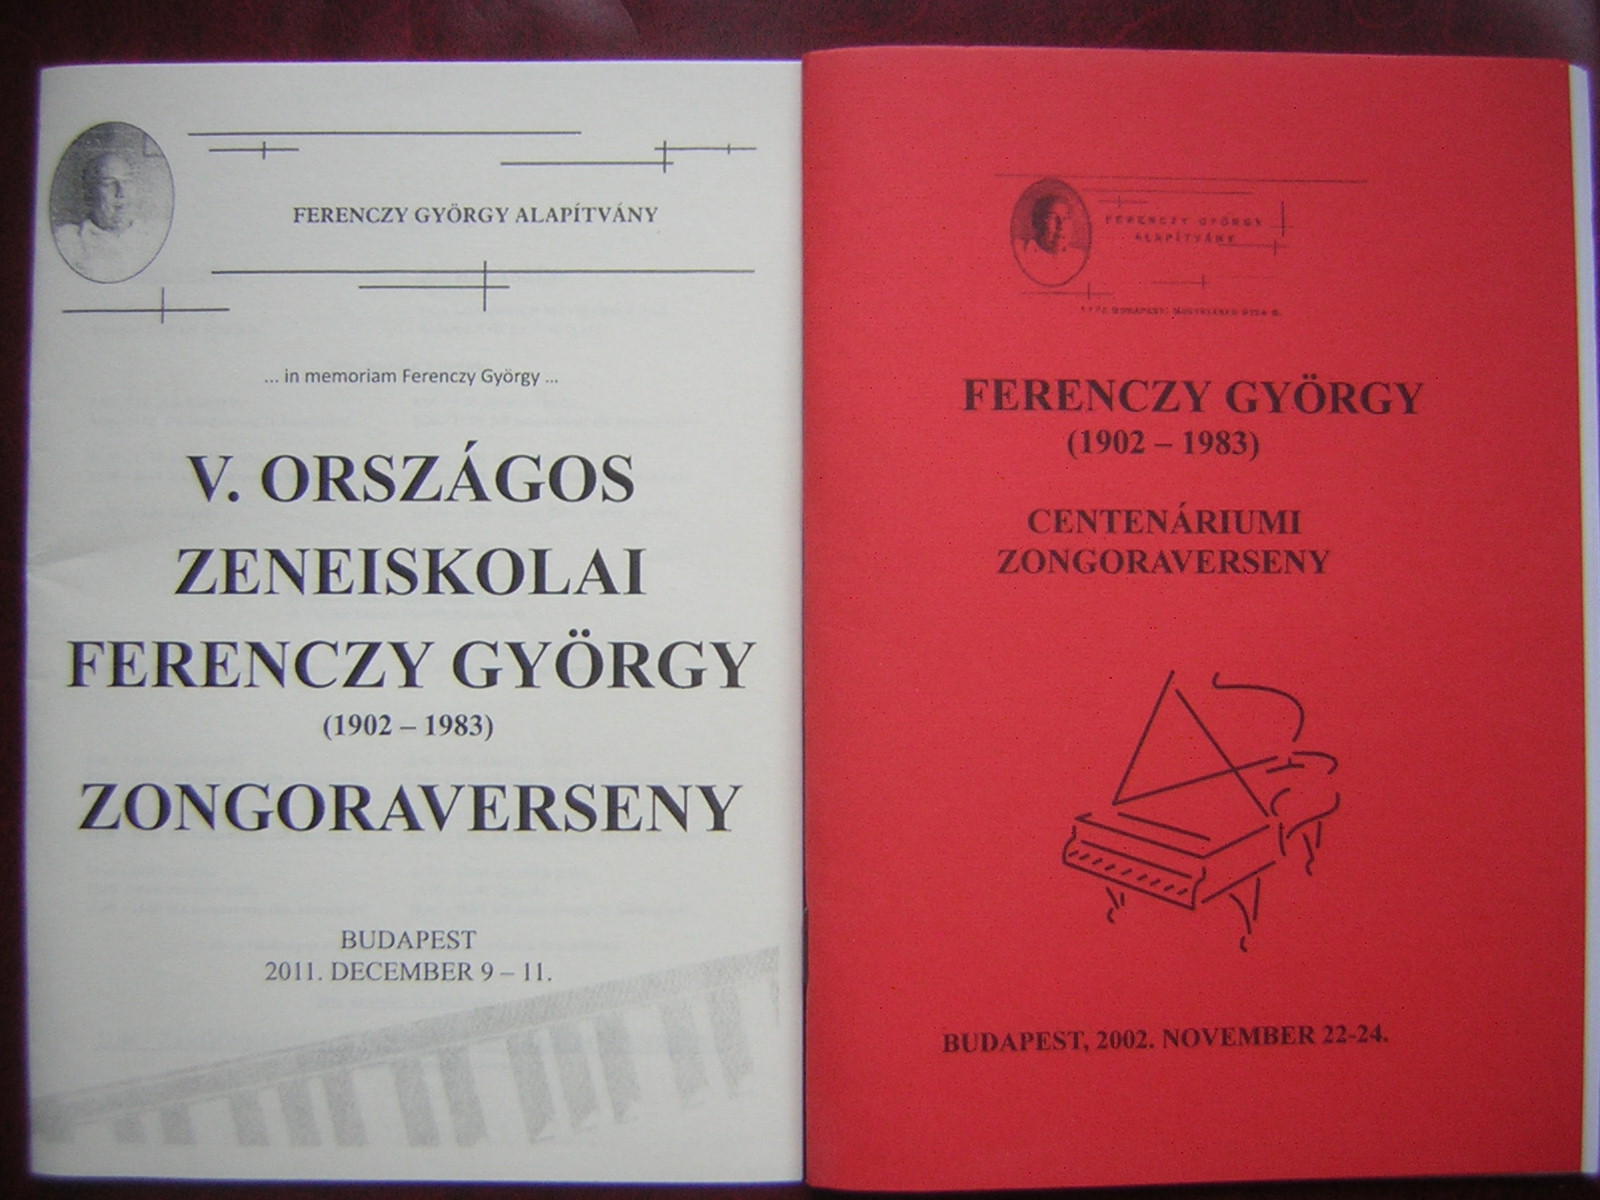 FERENCZY GYÖRGY ALAPÍTVÁNY
... in memoriam Ferenczy György ...
V. ORSZÁGOS
ZENEISKOLAI
FERENCZY GYÖRGY
(1902 – 1983)
ZONGORAVERSENY
BUDAPEST
2011. DECEMBER 9 – 11.
FERENCZY GYÖRGY
ALAPÍTVÁNY
BUDAPEST
FERENCZY GYÖRGY
(1902 – 1983)
CENTENÁRIUMI
ZONGORAVERSENY
BUDAPEST, 2002. NOVEMBER 22-24.